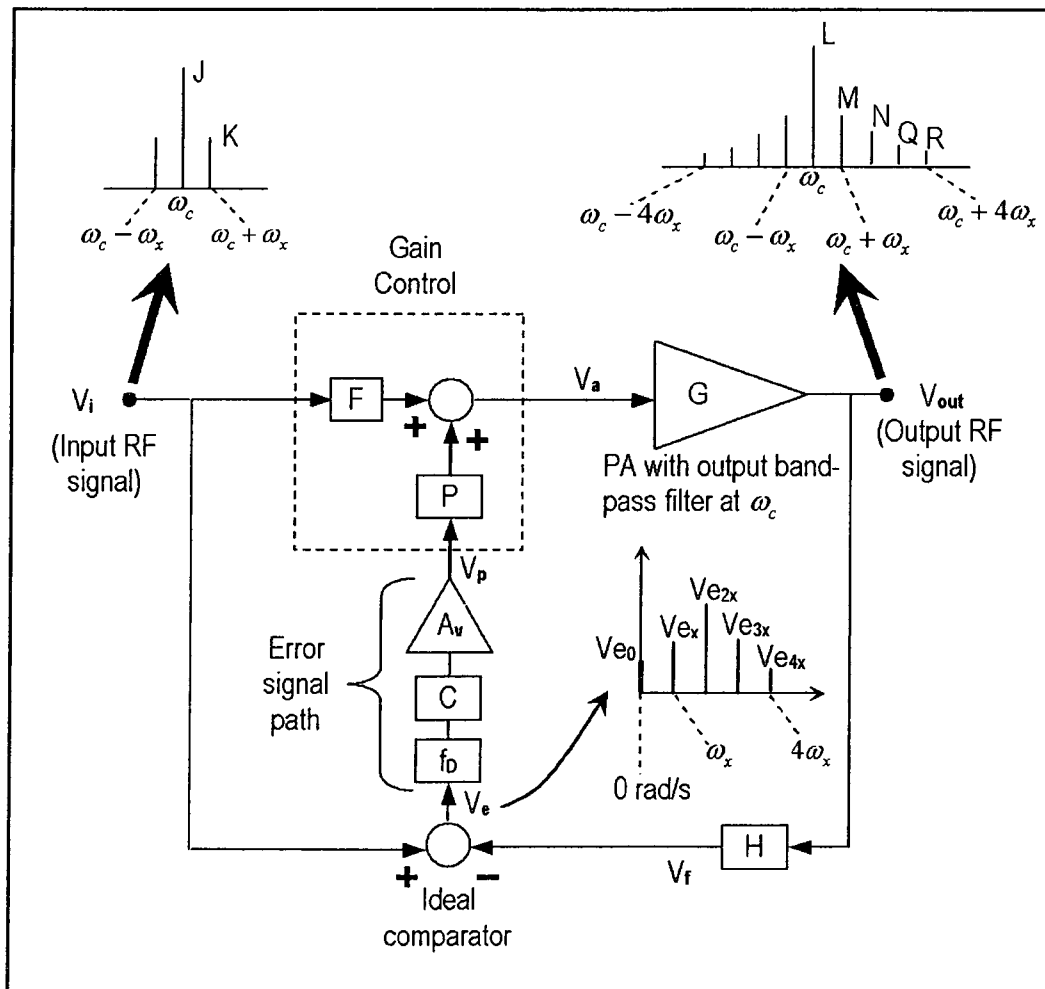 J
K
ω_c
ω_c − ω_x
ω_c + ω_x
L
M
N
Q
R
ω_c
ω_c − 4ω_x
ω_c − ω_x
ω_c + ω_x
ω_c + 4ω_x
Gain
Control
V_i
(Input RF
signal)
F
+
+
P
V_a
G
V_out
(Output RF
signal)
PA with output band-
pass filter at ω_c
V_p
A_v
C
f_D
Error
signal
path
V_e
Ve_0
Ve_x
Ve_2x
Ve_3x
Ve_4x
ω_x
4ω_x
0 rad/s
+
−
V_f
H
Ideal
comparator